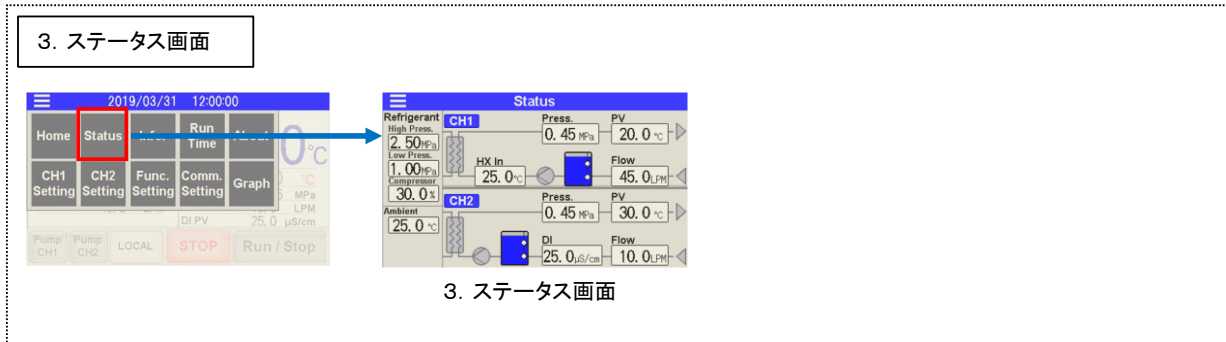 3. ステータス画面
2019/03/31 12:00:00
Home Status Run Time
CH1 Setting CH2 Setting Func. Setting Comm. Setting Graph
℃
℃
MPa
LPM
DI PV 25.0 μS/cm
Pump CH1 Pump CH2 LOCAL STOP Run / Stop
Status
Refrigerant
High Press.
2.50MPa
Low Press.
1.00MPa
Compressor
30.0%
Ambient
25.0℃
CH1 Press. PV
0.45 MPa 20.0℃
HX In Flow
25.0℃ 45.0LPM
CH2 Press. PV
0.45 MPa 30.0℃
DI Flow
25.0μS/cm 10.0LPM
3. ステータス画面